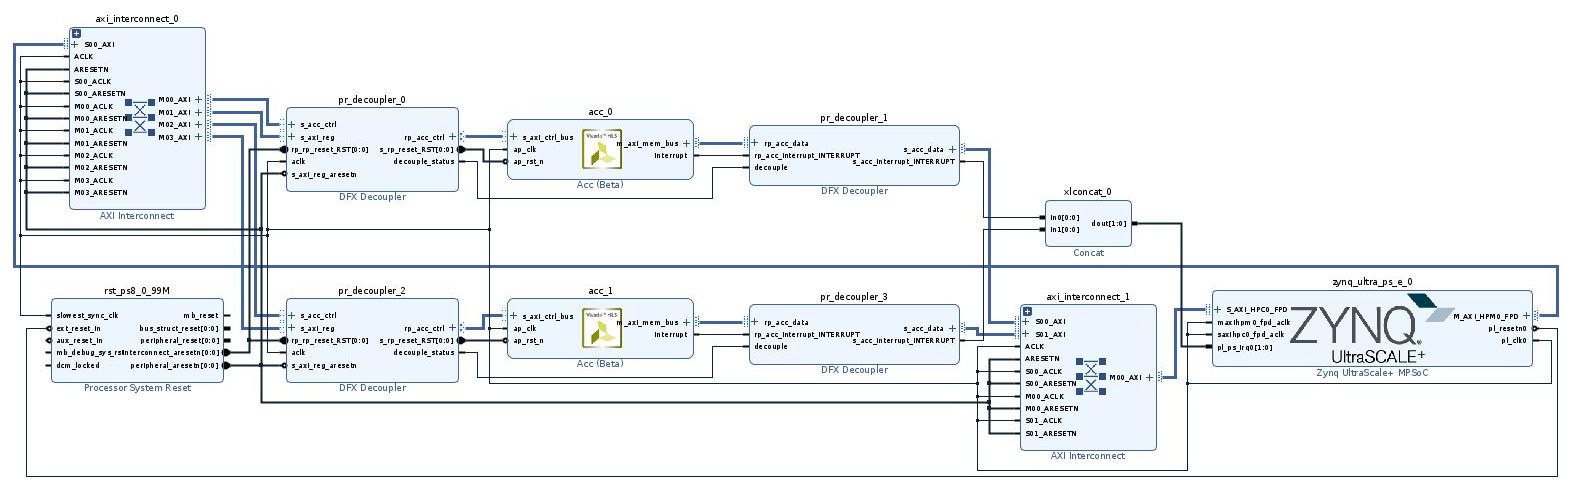 axi_interconnect_0
S00_AXI
ACLK
ARESETN
S00_ACLK
S00_ARESETN
M00_ACLK
M00_ARESETN
M01_ACLK
M01_ARESETN
M02_ACLK
M02_ARESETN
M03_ACLK
M03_ARESETN
M00_AXI
M01_AXI
M02_AXI
M03_AXI
AXI Interconnect
pr_decoupler_0
s_acc_ctrl
s_axi_reg
rp_rp_reset_RST[0:0]
aclk
s_axi_reg_aresetn
rp_acc_ctrl
s_rp_reset_RST[0:0]
decouple_status
DFX Decoupler
acc_0
s_axi_ctrl_bus
ap_clk
ap_rst_n
Vivado™ HLS
m_axi_mem_bus
interrupt
Acc (Beta)
pr_decoupler_1
rp_acc_data
rp_acc_interrupt_INTERRUPT
decouple
s_acc_data
s_acc_interrupt_INTERRUPT
DFX Decoupler
xlconcat_0
In0[0:0]
In1[0:0]
dout[1:0]
Concat
rst_ps8_0_99M
slowest_sync_clk
ext_reset_in
aux_reset_in
mb_debug_sys_rst
dcm_locked
mb_reset
bus_struct_reset[0:0]
peripheral_reset[0:0]
interconnect_aresetn[0:0]
peripheral_aresetn[0:0]
Processor System Reset
pr_decoupler_2
s_acc_ctrl
s_axi_reg
rp_rp_reset_RST[0:0]
aclk
s_axi_reg_aresetn
rp_acc_ctrl
s_rp_reset_RST[0:0]
decouple_status
DFX Decoupler
acc_1
s_axi_ctrl_bus
ap_clk
ap_rst_n
Vivado™ HLS
m_axi_mem_bus
interrupt
Acc (Beta)
pr_decoupler_3
rp_acc_data
rp_acc_interrupt_INTERRUPT
decouple
s_acc_data
s_acc_interrupt_INTERRUPT
DFX Decoupler
axi_interconnect_1
S00_AXI
S01_AXI
ACLK
ARESETN
S00_ACLK
S00_ARESETN
M00_ACLK
M00_ARESETN
S01_ACLK
S01_ARESETN
M00_AXI
AXI Interconnect
zynq_ultra_ps_e_0
S_AXI_HPC0_FPD
maxihpm0_fpd_aclk
saxihpc0_fpd_aclk
pl_ps_irq0[1:0]
ZYNQ
UltraSCALE+
M_AXI_HPM0_FPD
pl_resetn0
pl_clk0
Zynq UltraScale+ MPSoC